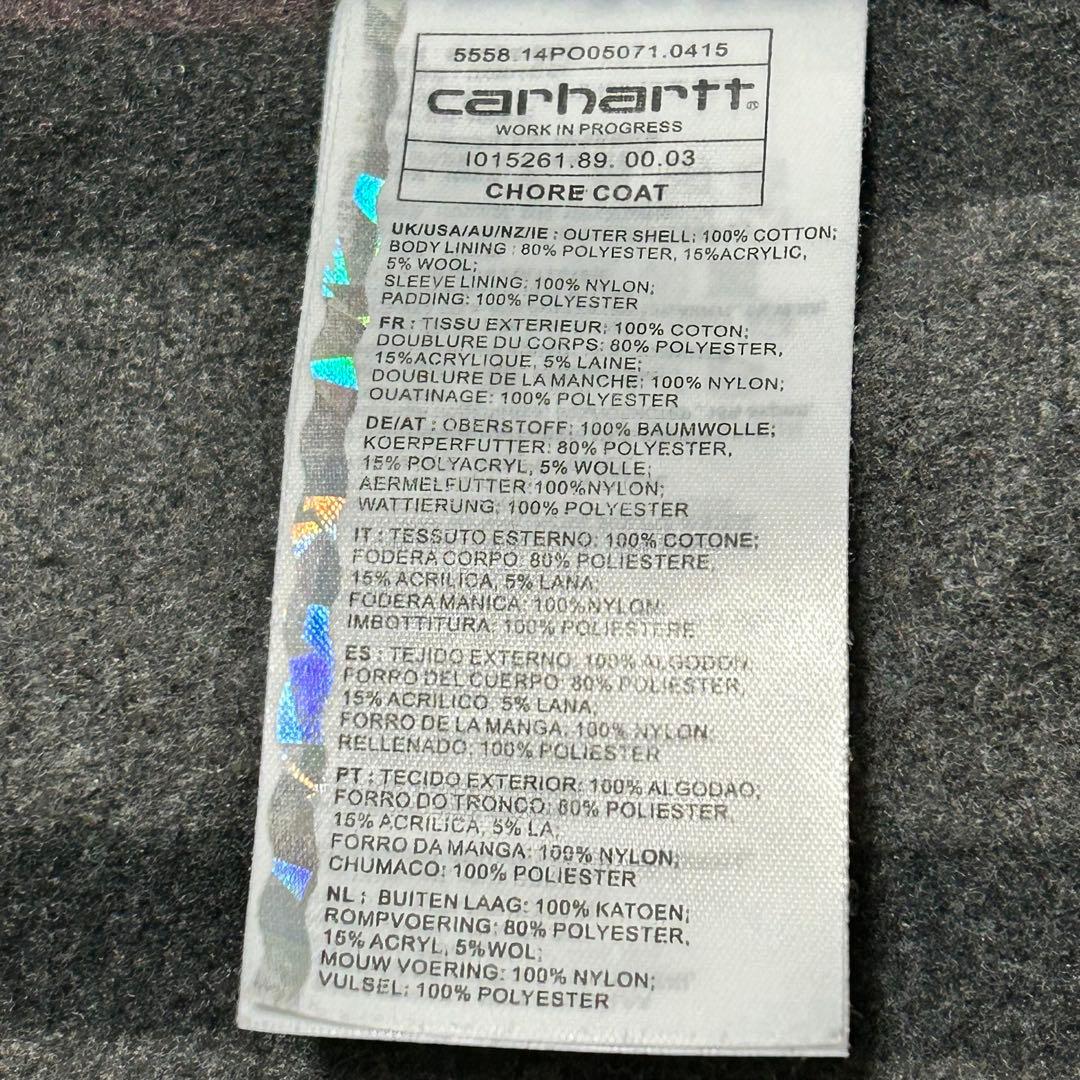 5558.14PO05071.0415
carhartt®
WORK IN PROGRESS
I015261.89. 00.03
CHORE COAT
UK/USA/AU/NZ/IE : OUTER SHELL: 100% COTTON;
BODY LINING : 80% POLYESTER, 15%ACRYLIC,
5% WOOL;
SLEEVE LINING: 100% NYLON;
PADDING: 100% POLYESTER
FR : TISSU EXTERIEUR: 100% COTON;
DOUBLURE DU CORPS: 80% POLYESTER,
15%ACRYLIQUE, 5% LAINE;
DOUBLURE DE LA MANCHE: 100% NYLON;
OUATINAGE: 100% POLYESTER
DE/AT : OBERSTOFF: 100% BAUMWOLLE;
KOERPERFUTTER: 80% POLYESTER,
15% POLYACRYL, 5% WOLLE;
AERMELFUTTER:100%NYLON;
WATTIERUNG: 100% POLYESTER
IT : TESSUTO ESTERNO: 100% COTONE;
FODERA CORPO: 80% POLIESTERE,
15% ACRILICA, 5% LANA;
FODERA MANICA: 100%NYLON;
IMBOTTITURA: 100% POLIESTERE
ES : TEJIDO EXTERNO: 100% ALGODON;
FORRO DEL CUERPO: 80% POLIESTER,
15% ACRILICO, 5% LANA;
FORRO DE LA MANGA: 100% NYLON;
RELLENADO: 100% POLIESTER
PT : TECIDO EXTERIOR: 100% ALGODAO;
FORRO DO TRONCO: 80% POLIESTER,
15% ACRILICA, 5% LA;
FORRO DA MANGA: 100% NYLON;
CHUMACO: 100% POLIESTER
NL : BUITEN LAAG: 100% KATOEN;
ROMPVOERING: 80% POLYESTER,
15% ACRYL, 5%WOL;
MOUW VOERING: 100% NYLON;
VULSEL: 100% POLYESTER